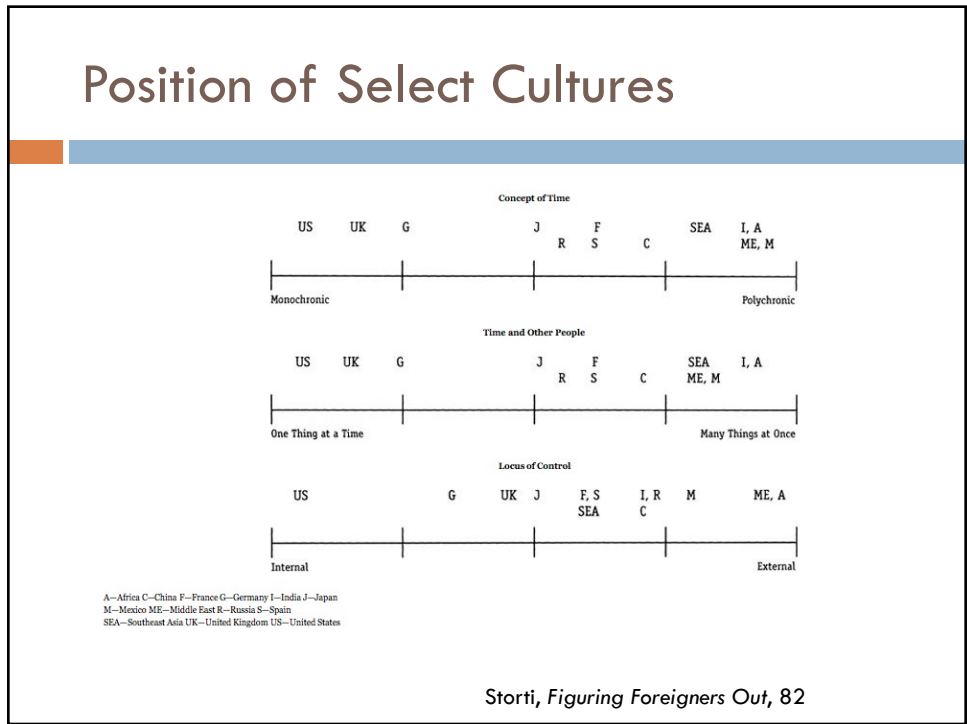 Position of Select Cultures
Concept of Time
US UK G J F SEA I, A
R S C ME, M
Monochronic Polychronic
Time and Other People
US UK G J F SEA I, A
R S C ME, M
One Thing at a Time Many Things at Once
Locus of Control
US G UK J F, S I, R M ME, A
SEA C
Internal External
A—Africa C—China F—France G—Germany I—India J—Japan
M—Mexico ME—Middle East R—Russia S—Spain
SEA—Southeast Asia UK—United Kingdom US—United States
Storti, Figuring Foreigners Out, 82